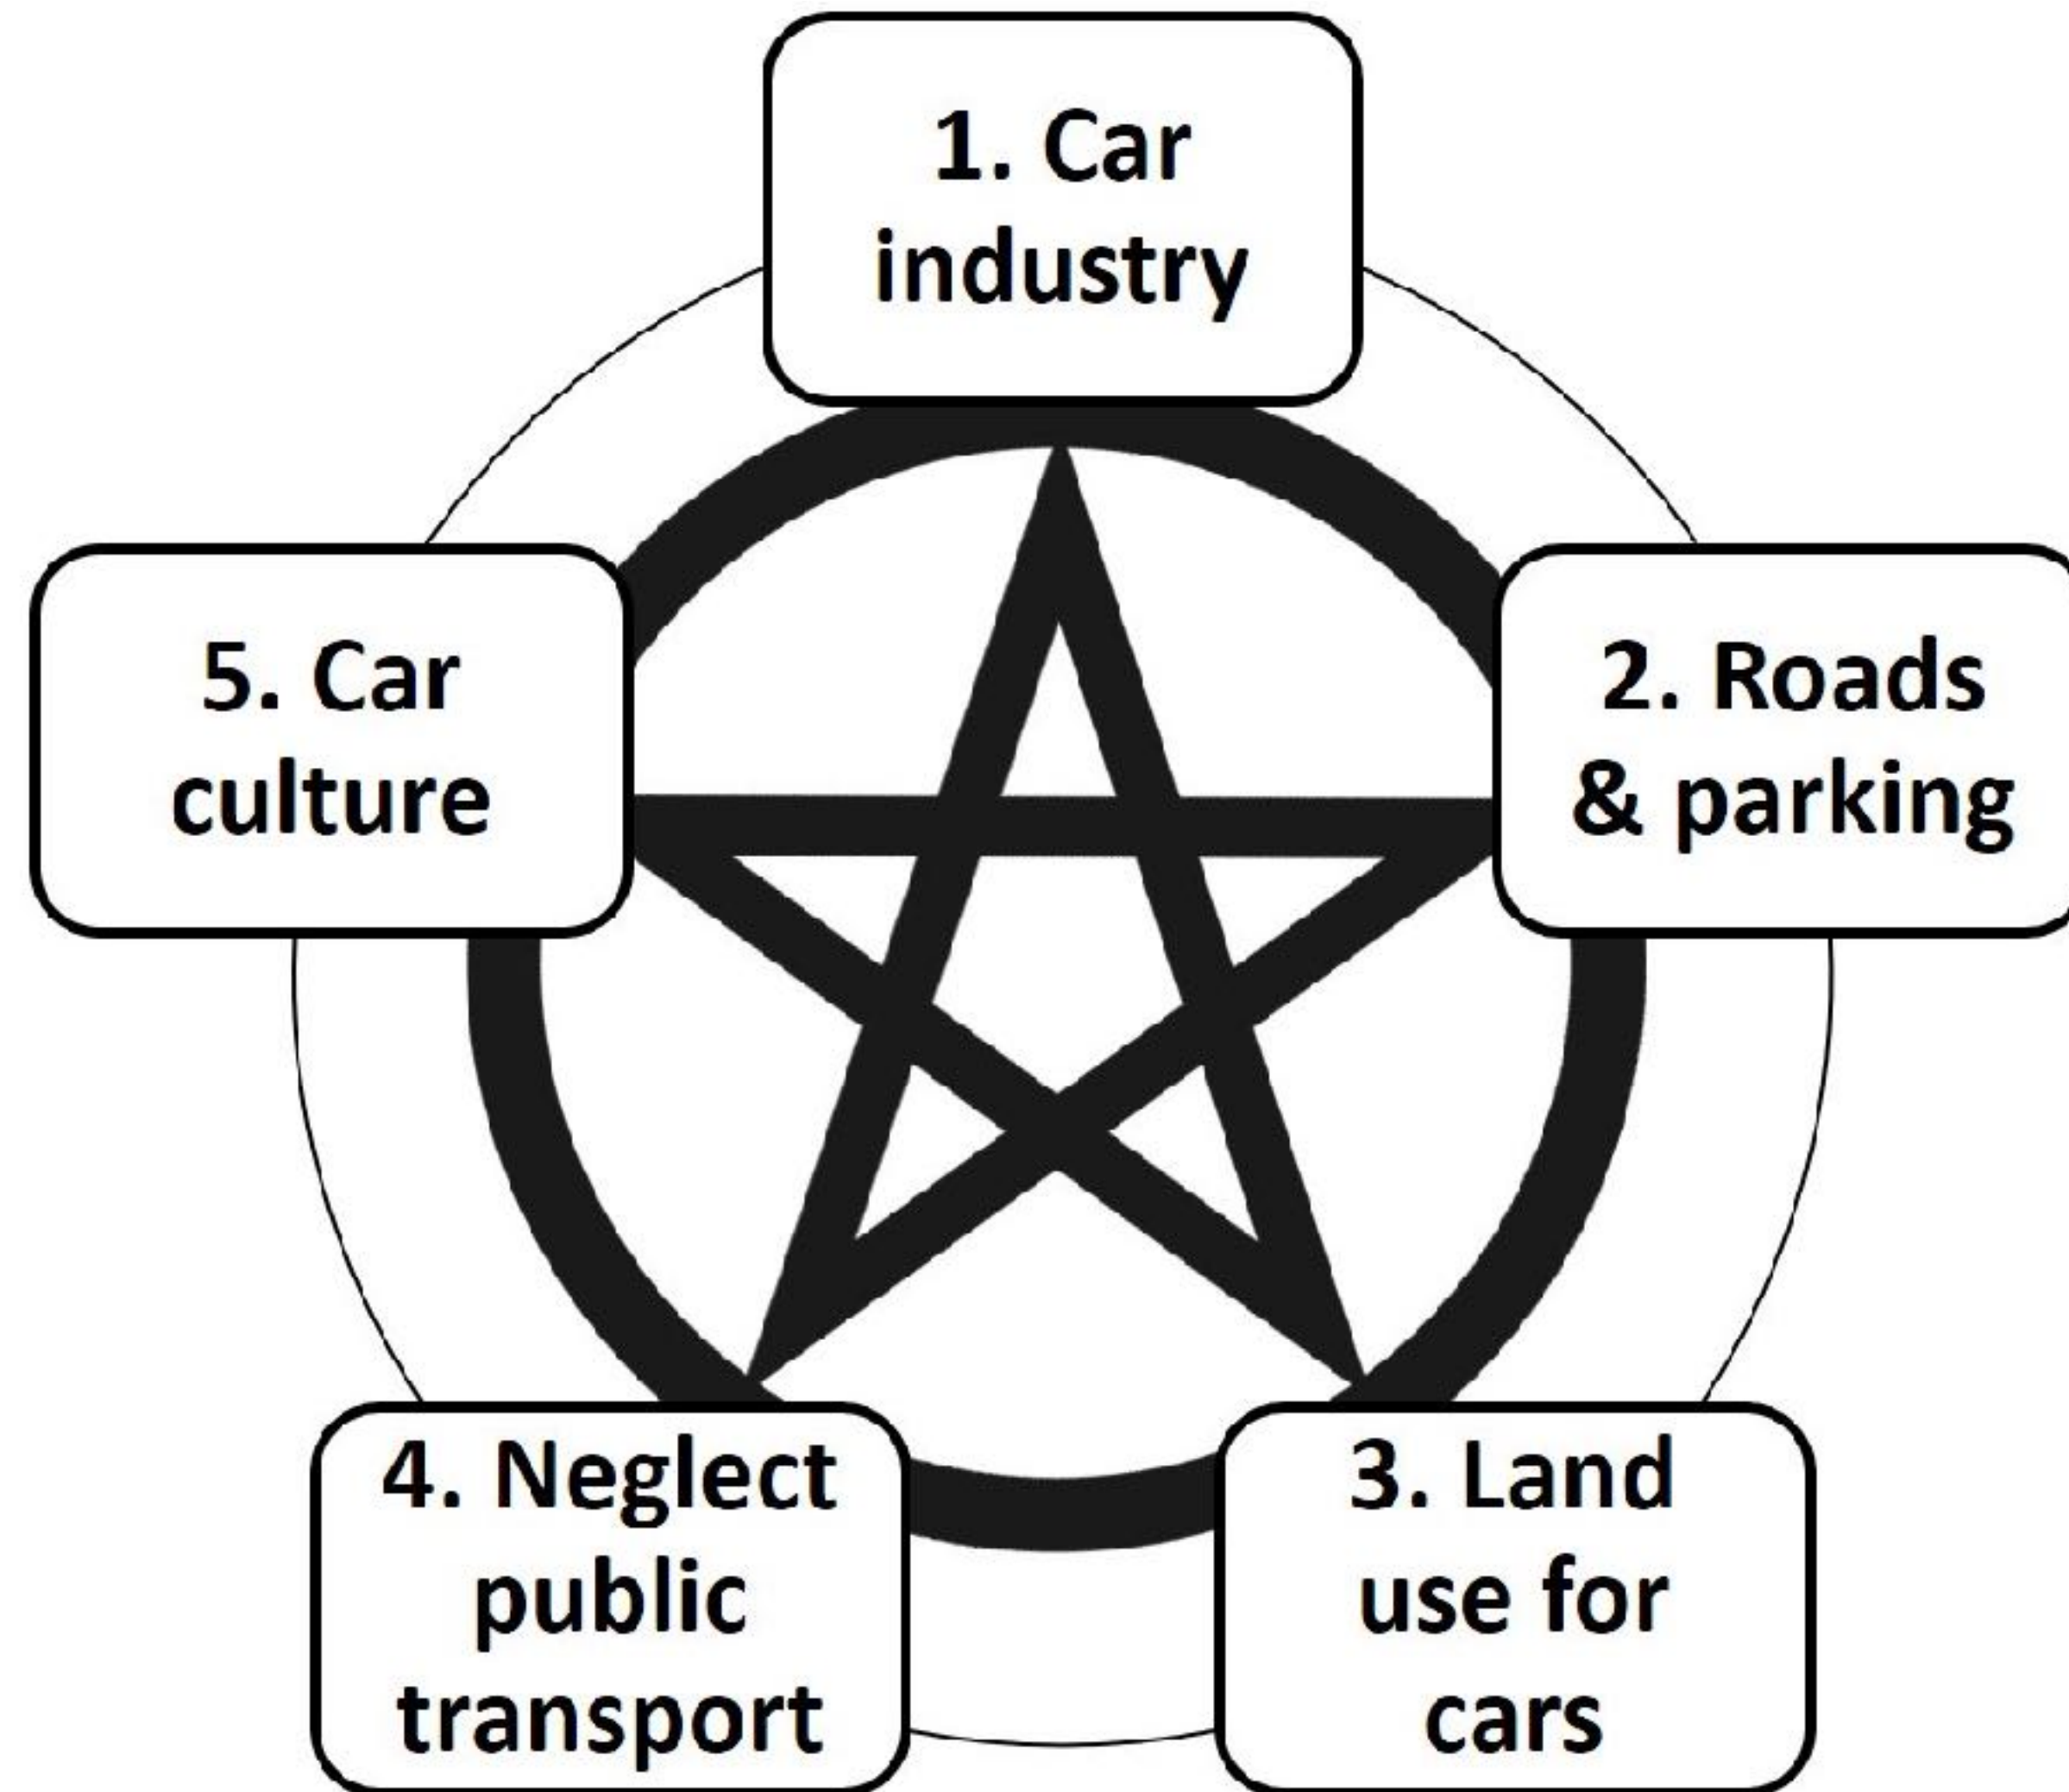 1. Car
industry
2. Roads
& parking
3. Land
use for
cars
4. Neglect
public
transport
5. Car
culture